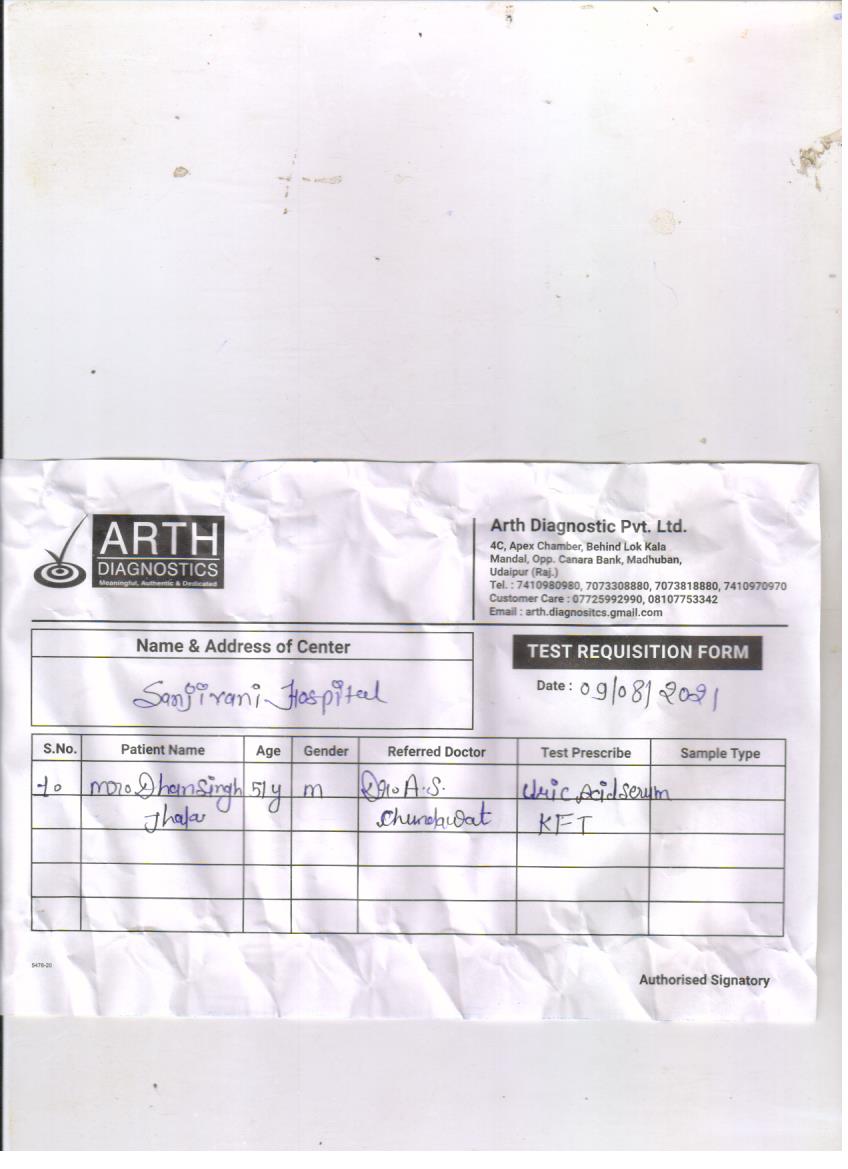 ARTH
DIAGNOSTICS
Meaningful, Authentic & Dedicated
Arth Diagnostic Pvt. Ltd.
4C, Apex Chamber, Behind Lok Kala
Mandal, Opp. Canara Bank, Madhuban,
Udaipur (Raj.)
Tel. : 7410980980, 7073308880, 7073818880, 7410970970
Customer Care : 07725992990, 08107753342
Email : arth.diagnositcs.gmail.com
Name & Address of Center
TEST REQUISITION FORM
Sanjivani Hospital
Date : 09/08/2021
S.No. Patient Name Age Gender Referred Doctor Test Prescribe Sample Type
Dhansingh 51y m A.S. Uric Acid serum
Jhala Chundawat KFT
5478-20
Authorised Signatory